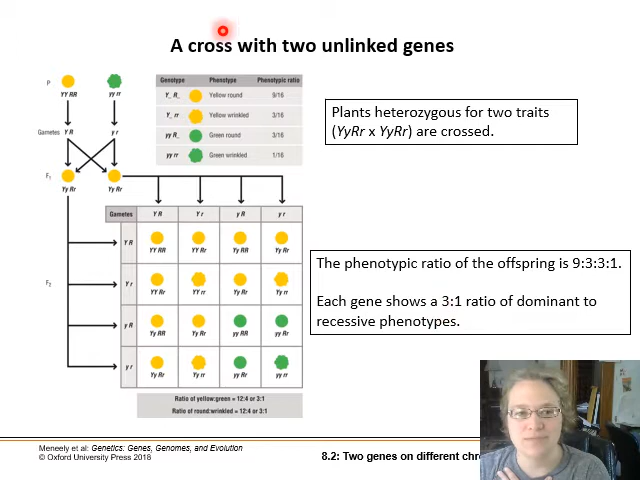 A cross with two unlinked genes
P
YY RR
yy rr
Gametes
Y R
y r
F1
Yy Rr
Yy Rr
Genotype Phenotype Phenotypic ratio
Y_ R_ Yellow round 9/16
Y_ rr Yellow wrinkled 3/16
yy R_ Green round 3/16
yy rr Green wrinkled 1/16
Plants heterozygous for two traits
(YyRr x YyRr) are crossed.
Gametes Y R Y r y R y r
Y R
YY RR YY Rr Yy RR Yy Rr
F2
Y r
YY Rr YY rr Yy Rr Yy rr
y R
Yy RR Yy Rr yy RR yy Rr
y r
Yy Rr Yy rr yy Rr yy rr
Ratio of yellow:green = 12:4 or 3:1
Ratio of round:wrinkled = 12:4 or 3:1
The phenotypic ratio of the offspring is 9:3:3:1.
Each gene shows a 3:1 ratio of dominant to
recessive phenotypes.
Meneely et al: Genetics: Genes, Genomes, and Evolution
© Oxford University Press 2018
8.2: Two genes on different chr